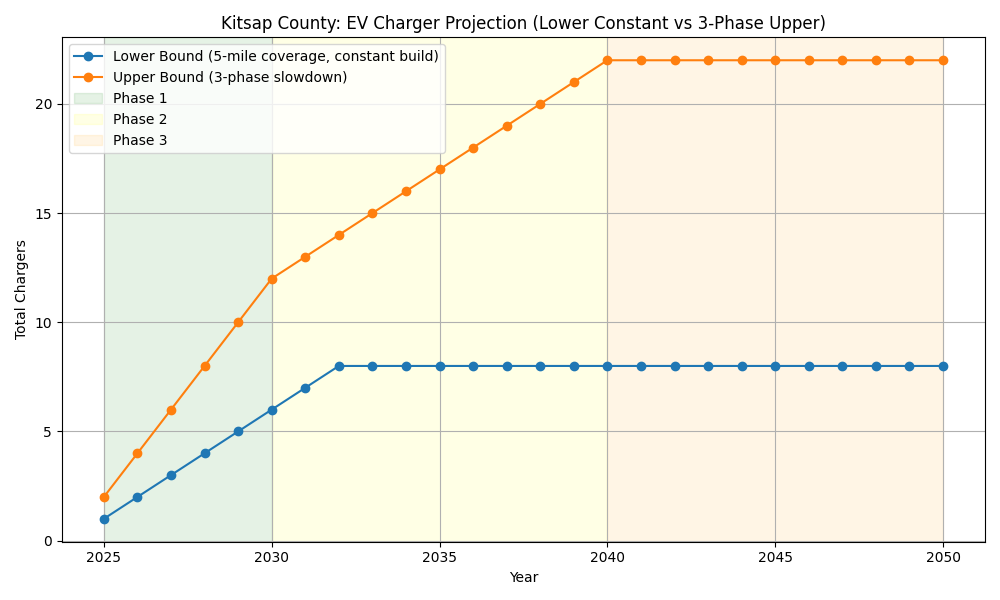 Kitsap County: EV Charger Projection (Lower Constant vs 3-Phase Upper)
Lower Bound (5-mile coverage, constant build)
Upper Bound (3-phase slowdown)
Phase 1
Phase 2
Phase 3
Total Chargers
20
15
10
5
0
2025 2030 2035 2040 2045 2050
Year